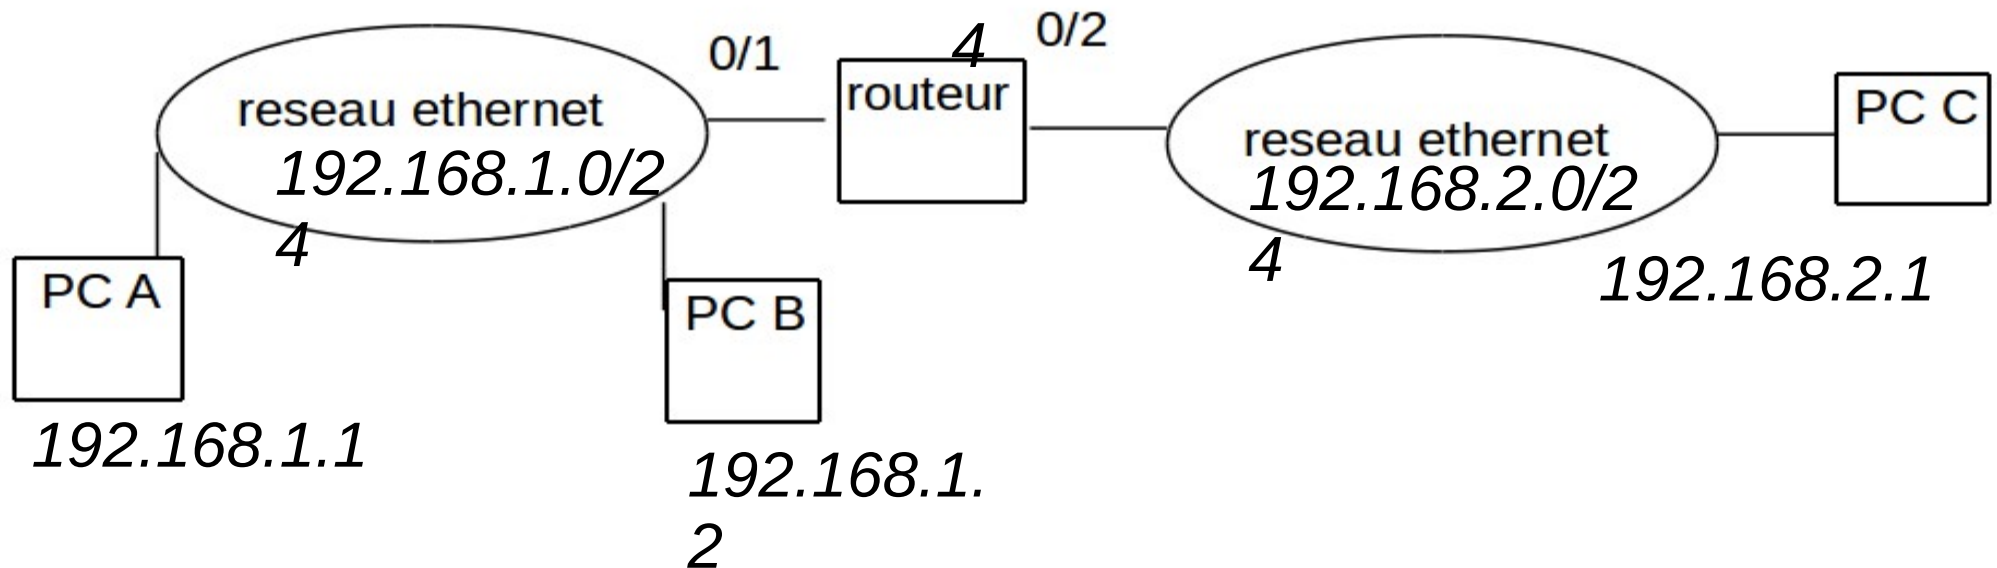 0/1
4
0/2
reseau ethernet
192.168.1.0/2
4
routeur
reseau ethernet
192.168.2.0/2
4
PC C
192.168.2.1
PC A
192.168.1.1
PC B
192.168.1.
2